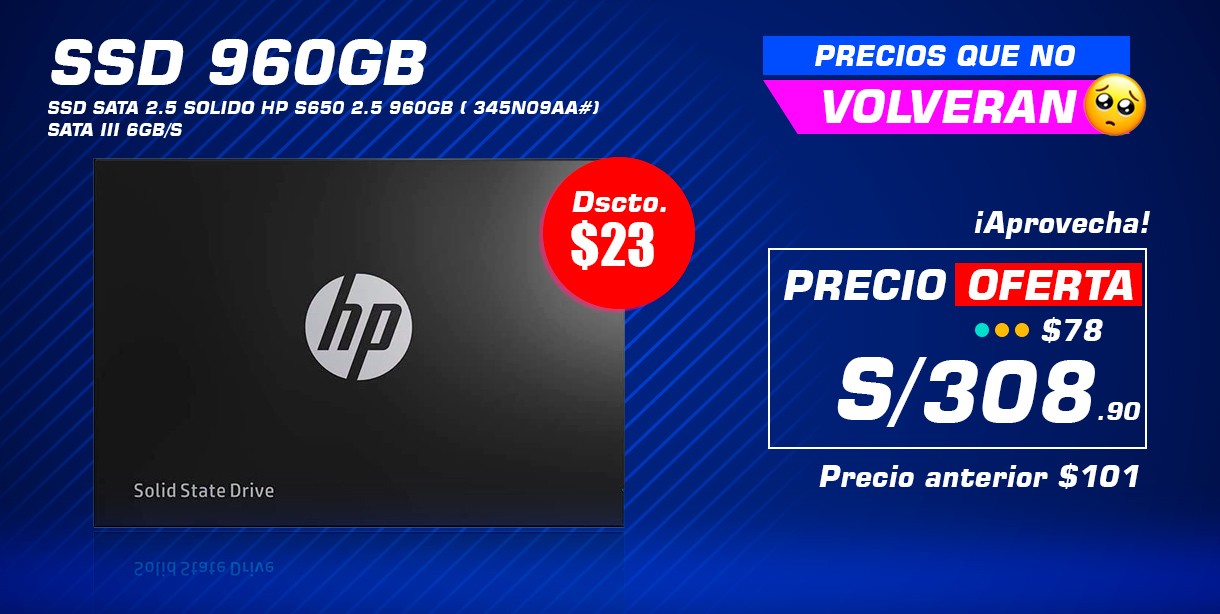 SSD 960GB
SSD SATA 2.5 SOLIDO HP S650 2.5 960GB ( 345N09AA#)
SATA III 6GB/S
PRECIOS QUE NO
VOLVERAN
Dscto.
$23
hp
Solid State Drive
¡Aprovecha!
PRECIO OFERTA
$78
S/308.90
Precio anterior $101